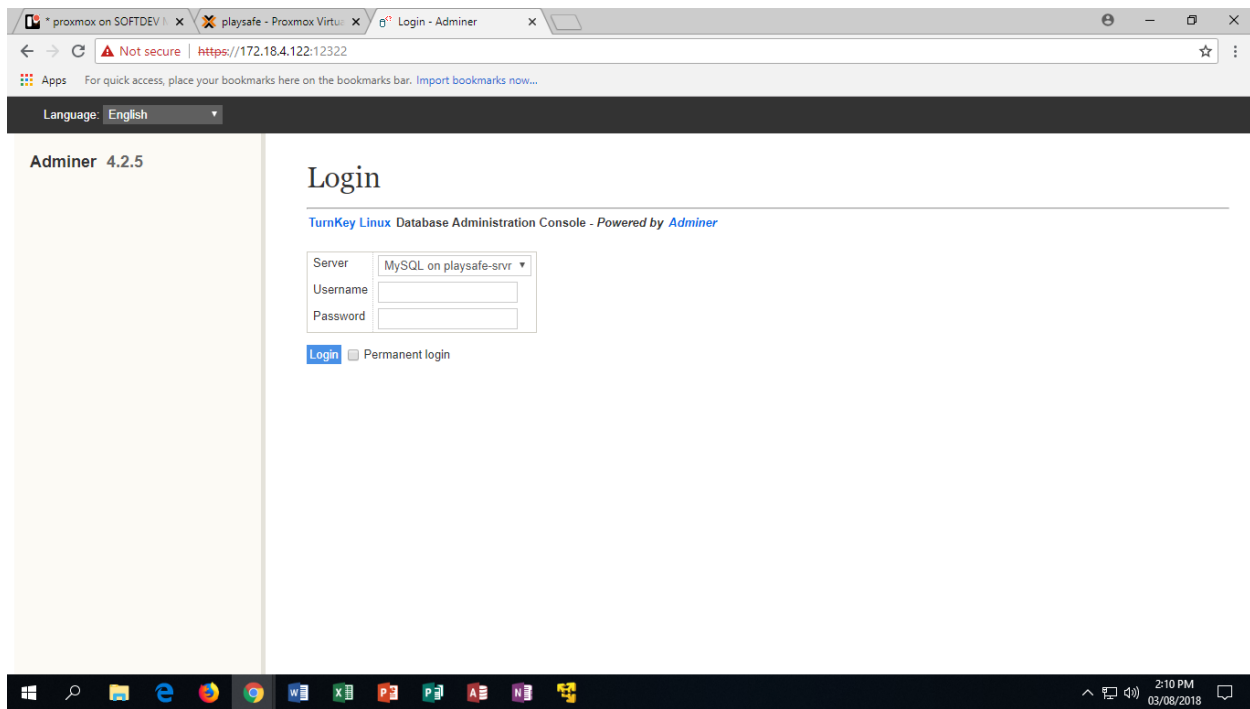 * proxmox on SOFTDEV
playsafe - Proxmox Virtu
Login - Adminer
Not secure | https://172.18.4.122:12322
Apps For quick access, place your bookmarks here on the bookmarks bar. Import bookmarks now...
Language: English
Adminer 4.2.5
Login
TurnKey Linux Database Administration Console - Powered by Adminer
Server MySQL on playsafe-srvr
Username
Password
Login Permanent login
2:10 PM
03/08/2018